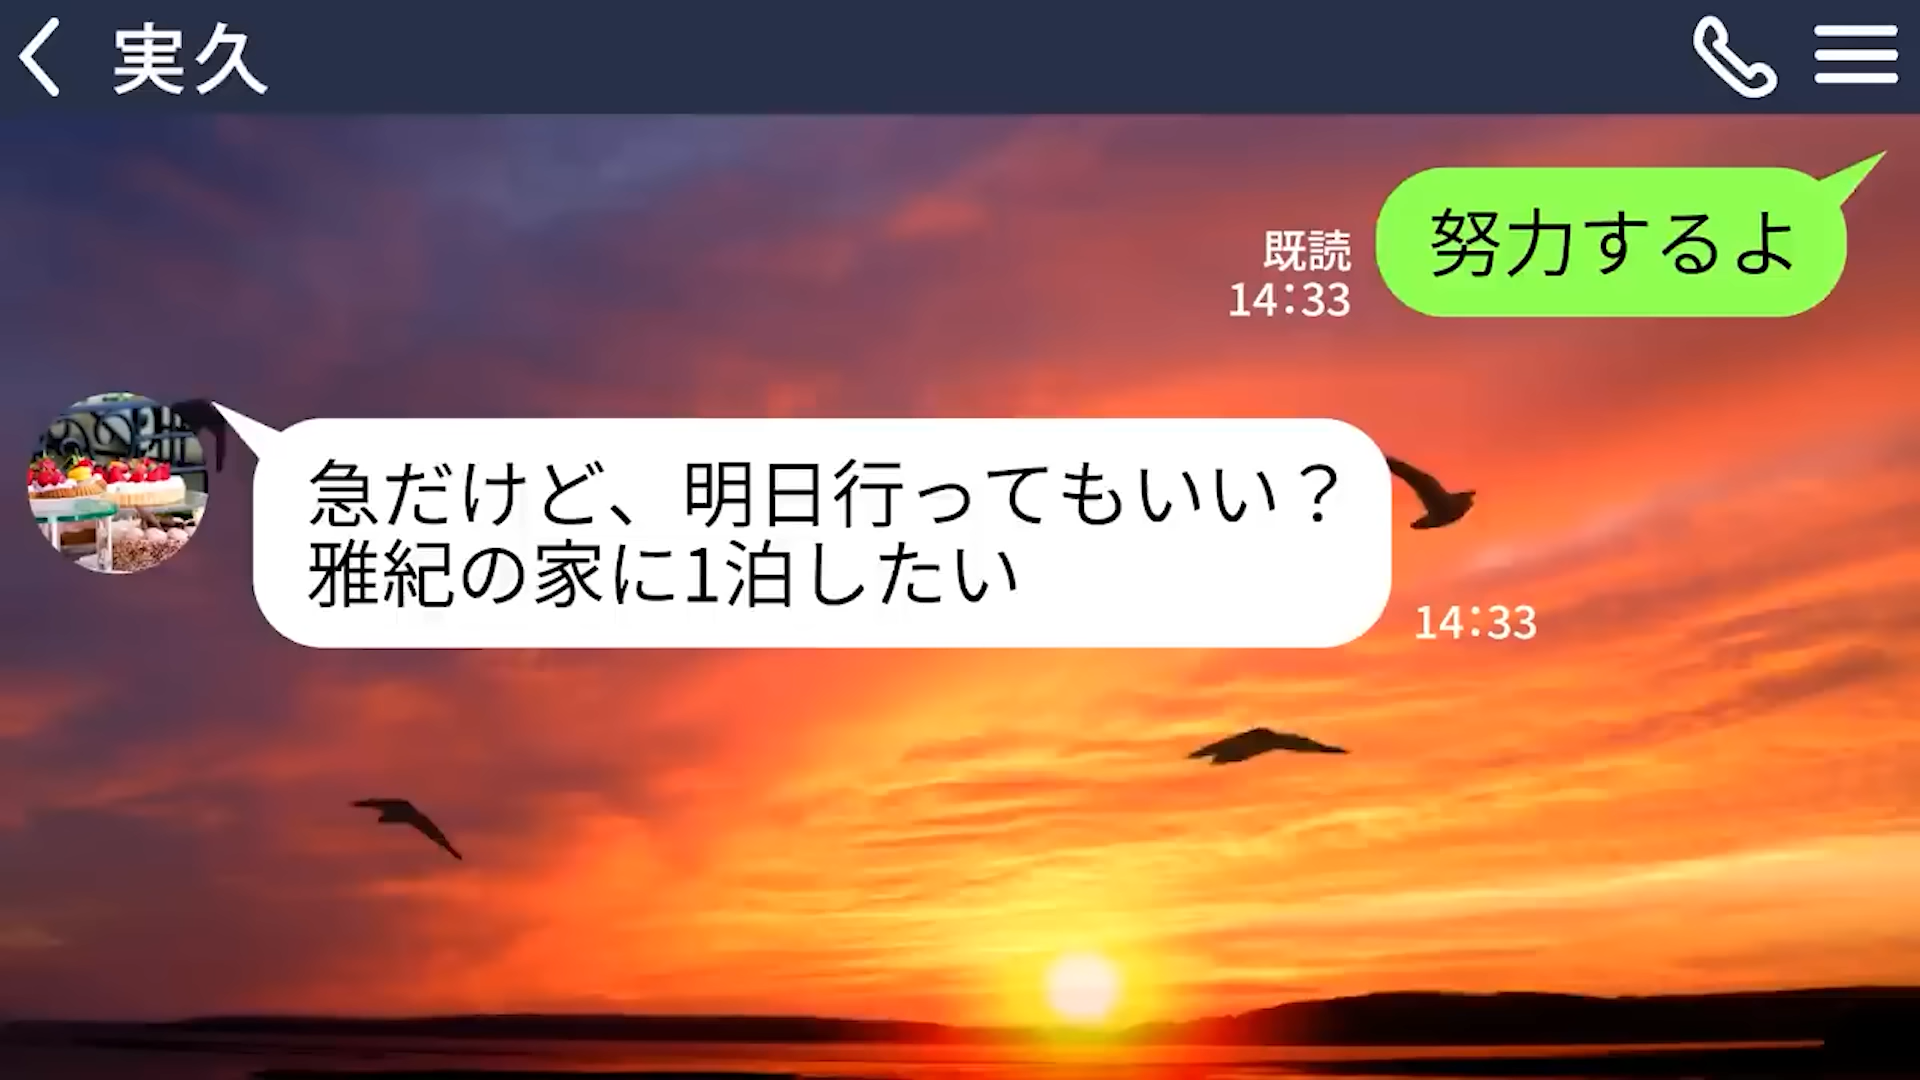 実久
努力するよ
既読
14:33
急だけど、明日行ってもいい？
雅紀の家に1泊したい
14:33